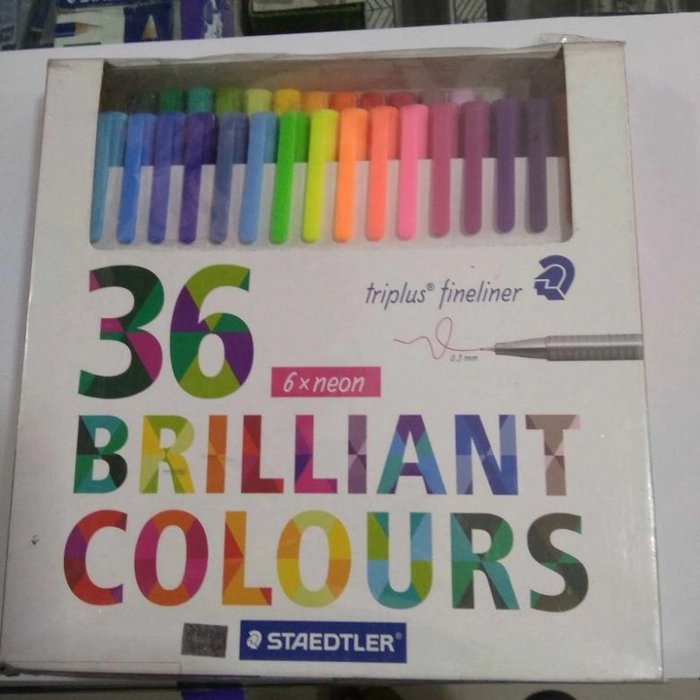 36
triplus® fineliner
0.3 mm
6 x neon
BRILLIANT
COLOURS
STAEDTLER®